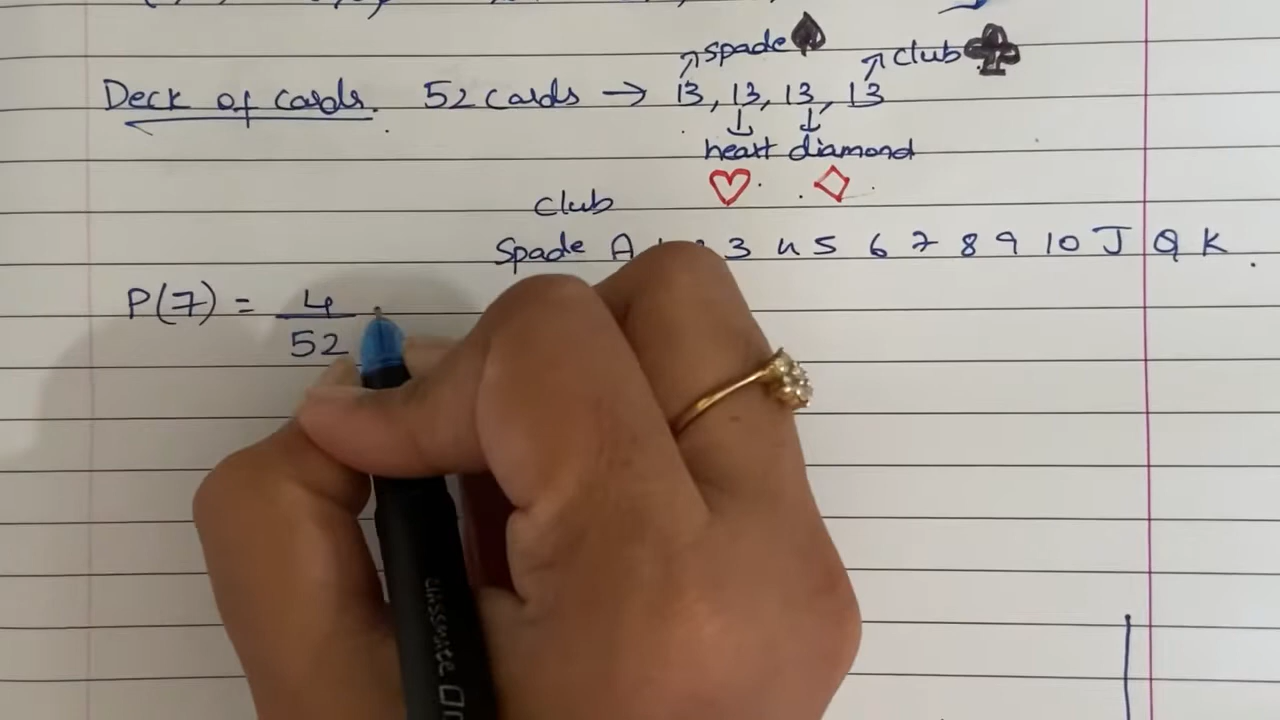 spade ♠ club ♣
Deck of cards. 52 cards → 13, 13, 13, 13
heart diamond
♡ ◇
club
Spade A 3 4 5 6 7 8 9 10 J Q K
P(7) = 4
52